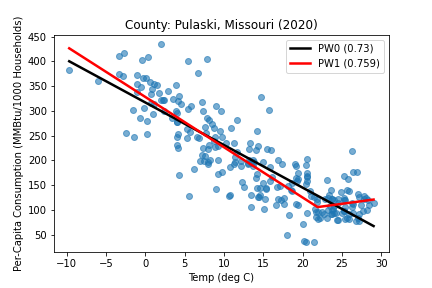 County: Pulaski, Missouri (2020)
Per-Capita Consumption (MMBtu/1000 Households)
450
400
350
300
250
200
150
100
50
PW0 (0.73)
PW1 (0.759)
−10 −5 0 5 10 15 20 25 30
Temp (deg C)